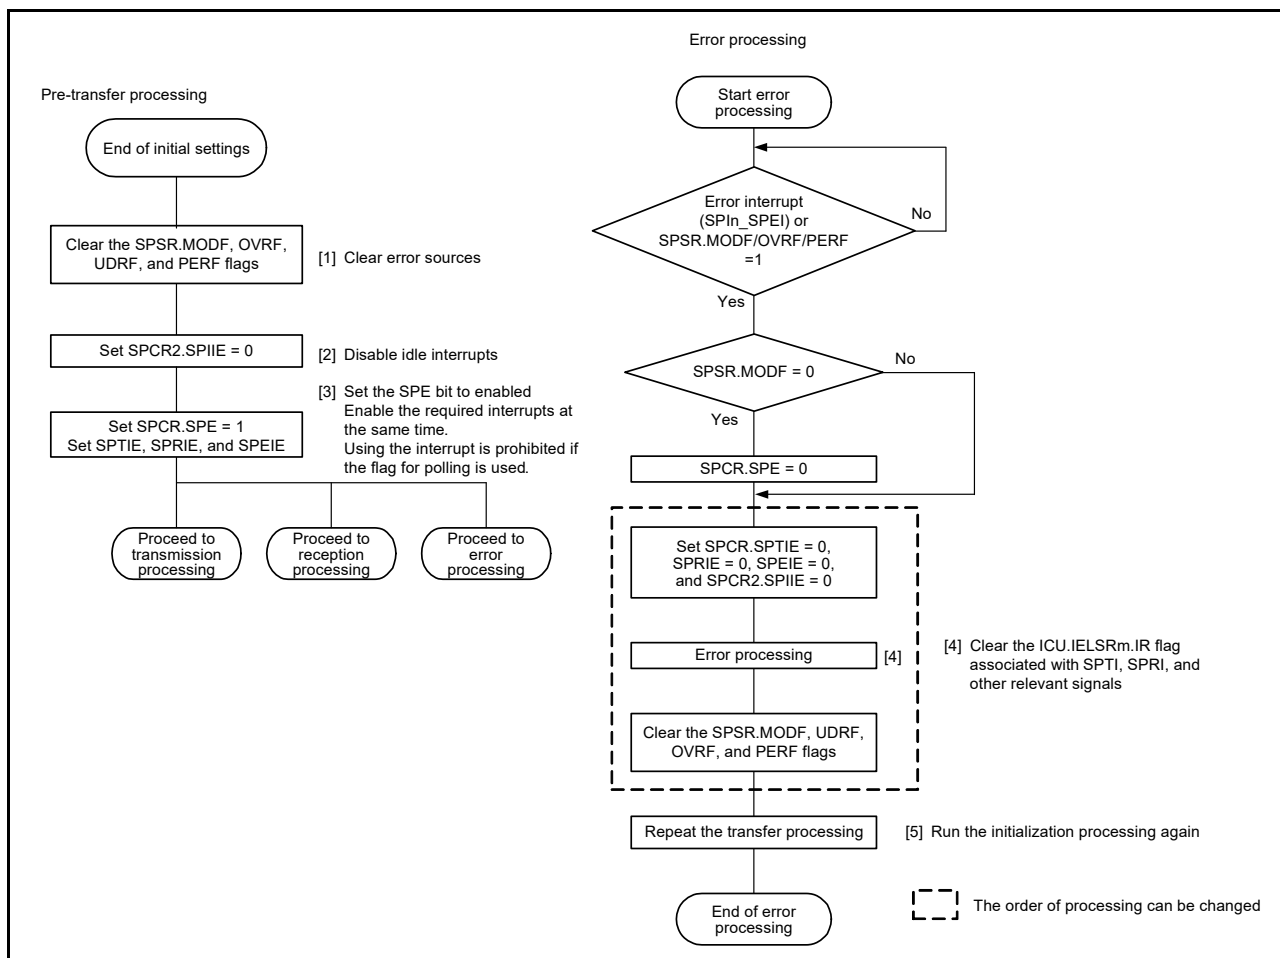 Pre-transfer processing
End of initial settings
Clear the SPSR.MODF, OVRF,
UDRF, and PERF flags
[1] Clear error sources
Set SPCR2.SPIIE = 0
[2] Disable idle interrupts
Set SPCR.SPE = 1
Set SPTIE, SPRIE, and SPEIE
[3] Set the SPE bit to enabled
Enable the required interrupts at
the same time.
Using the interrupt is prohibited if
the flag for polling is used.
Proceed to
transmission
processing
Proceed to
reception
processing
Proceed to
error
processing
Error processing
Start error
processing
Error interrupt
(SPIn_SPEI) or
SPSR.MODF/OVRF/PERF
=1
No
Yes
SPSR.MODF = 0
No
Yes
SPCR.SPE = 0
Set SPCR.SPTIE = 0,
SPRIE = 0, SPEIE = 0,
and SPCR2.SPIIE = 0
Error processing
[4]
[4] Clear the ICU.IELSRm.IR flag
associated with SPTI, SPRI, and
other relevant signals
Clear the SPSR.MODF, UDRF,
OVRF, and PERF flags
Repeat the transfer processing
[5] Run the initialization processing again
End of error
processing
The order of processing can be changed